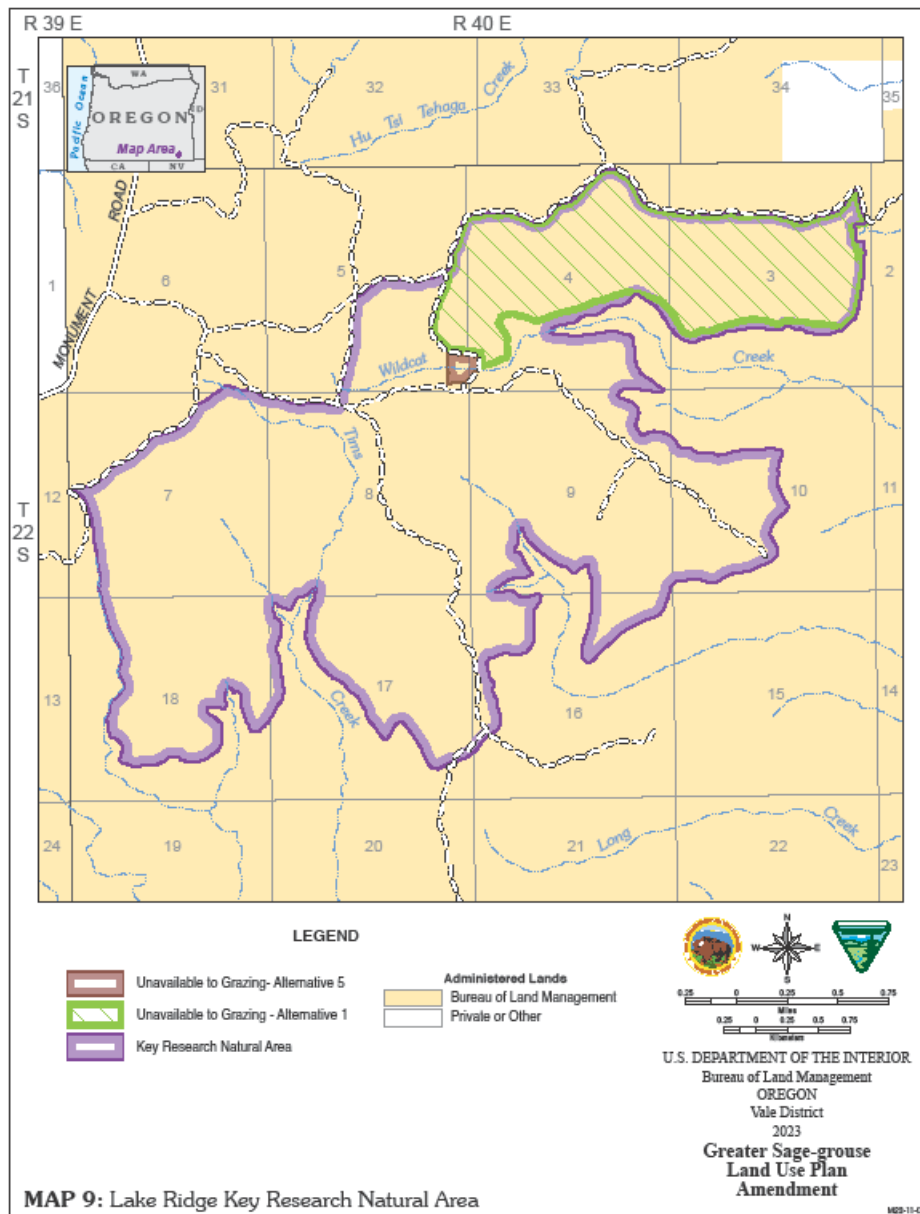 R 39 E R 40 E
T
21
S
36 31 32 33 34 35
WA
Pacific Ocean
OREGON
ID
Map Area
CA NV
Hu Tsi Tehaga Creek
MONUMENT ROAD
1 6 5 4 3 2
Wildcat Creek
Tims Creek
T
22
S
12 7 8 9 10 11
13 18 17 16 15 14
24 19 20 21 22 23
Long Creek
LEGEND
Unavailable to Grazing- Alternative 5
Unavailable to Grazing - Alternative 1
Key Research Natural Area
Administered Lands
Bureau of Land Management
Private or Other
N
W E
S
0.25 0 0.25 0.5 0.75
Miles
0.25 0 0.25 0.5 0.75
Kilometers
U.S. DEPARTMENT OF THE INTERIOR
Bureau of Land Management
OREGON
Vale District
2023
Greater Sage-grouse
Land Use Plan
Amendment
MAP 9: Lake Ridge Key Research Natural Area